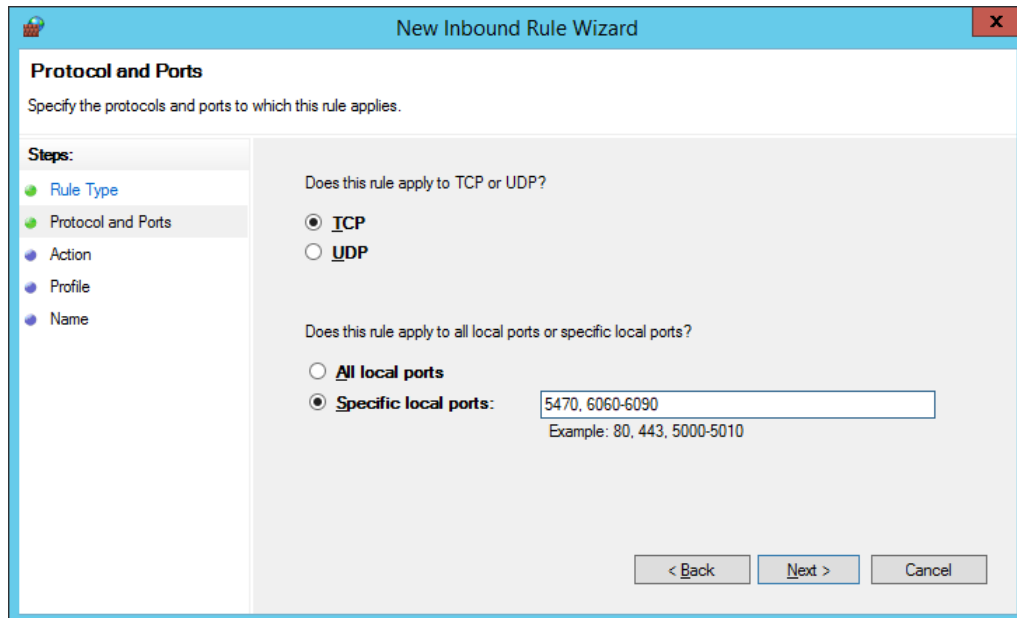 New Inbound Rule Wizard
x
Protocol and Ports
Specify the protocols and ports to which this rule applies.
Steps:
Rule Type
Protocol and Ports
Action
Profile
Name
Does this rule apply to TCP or UDP?
TCP
UDP
Does this rule apply to all local ports or specific local ports?
All local ports
Specific local ports: 5470, 6060-6090
Example: 80, 443, 5000-5010
< Back Next > Cancel